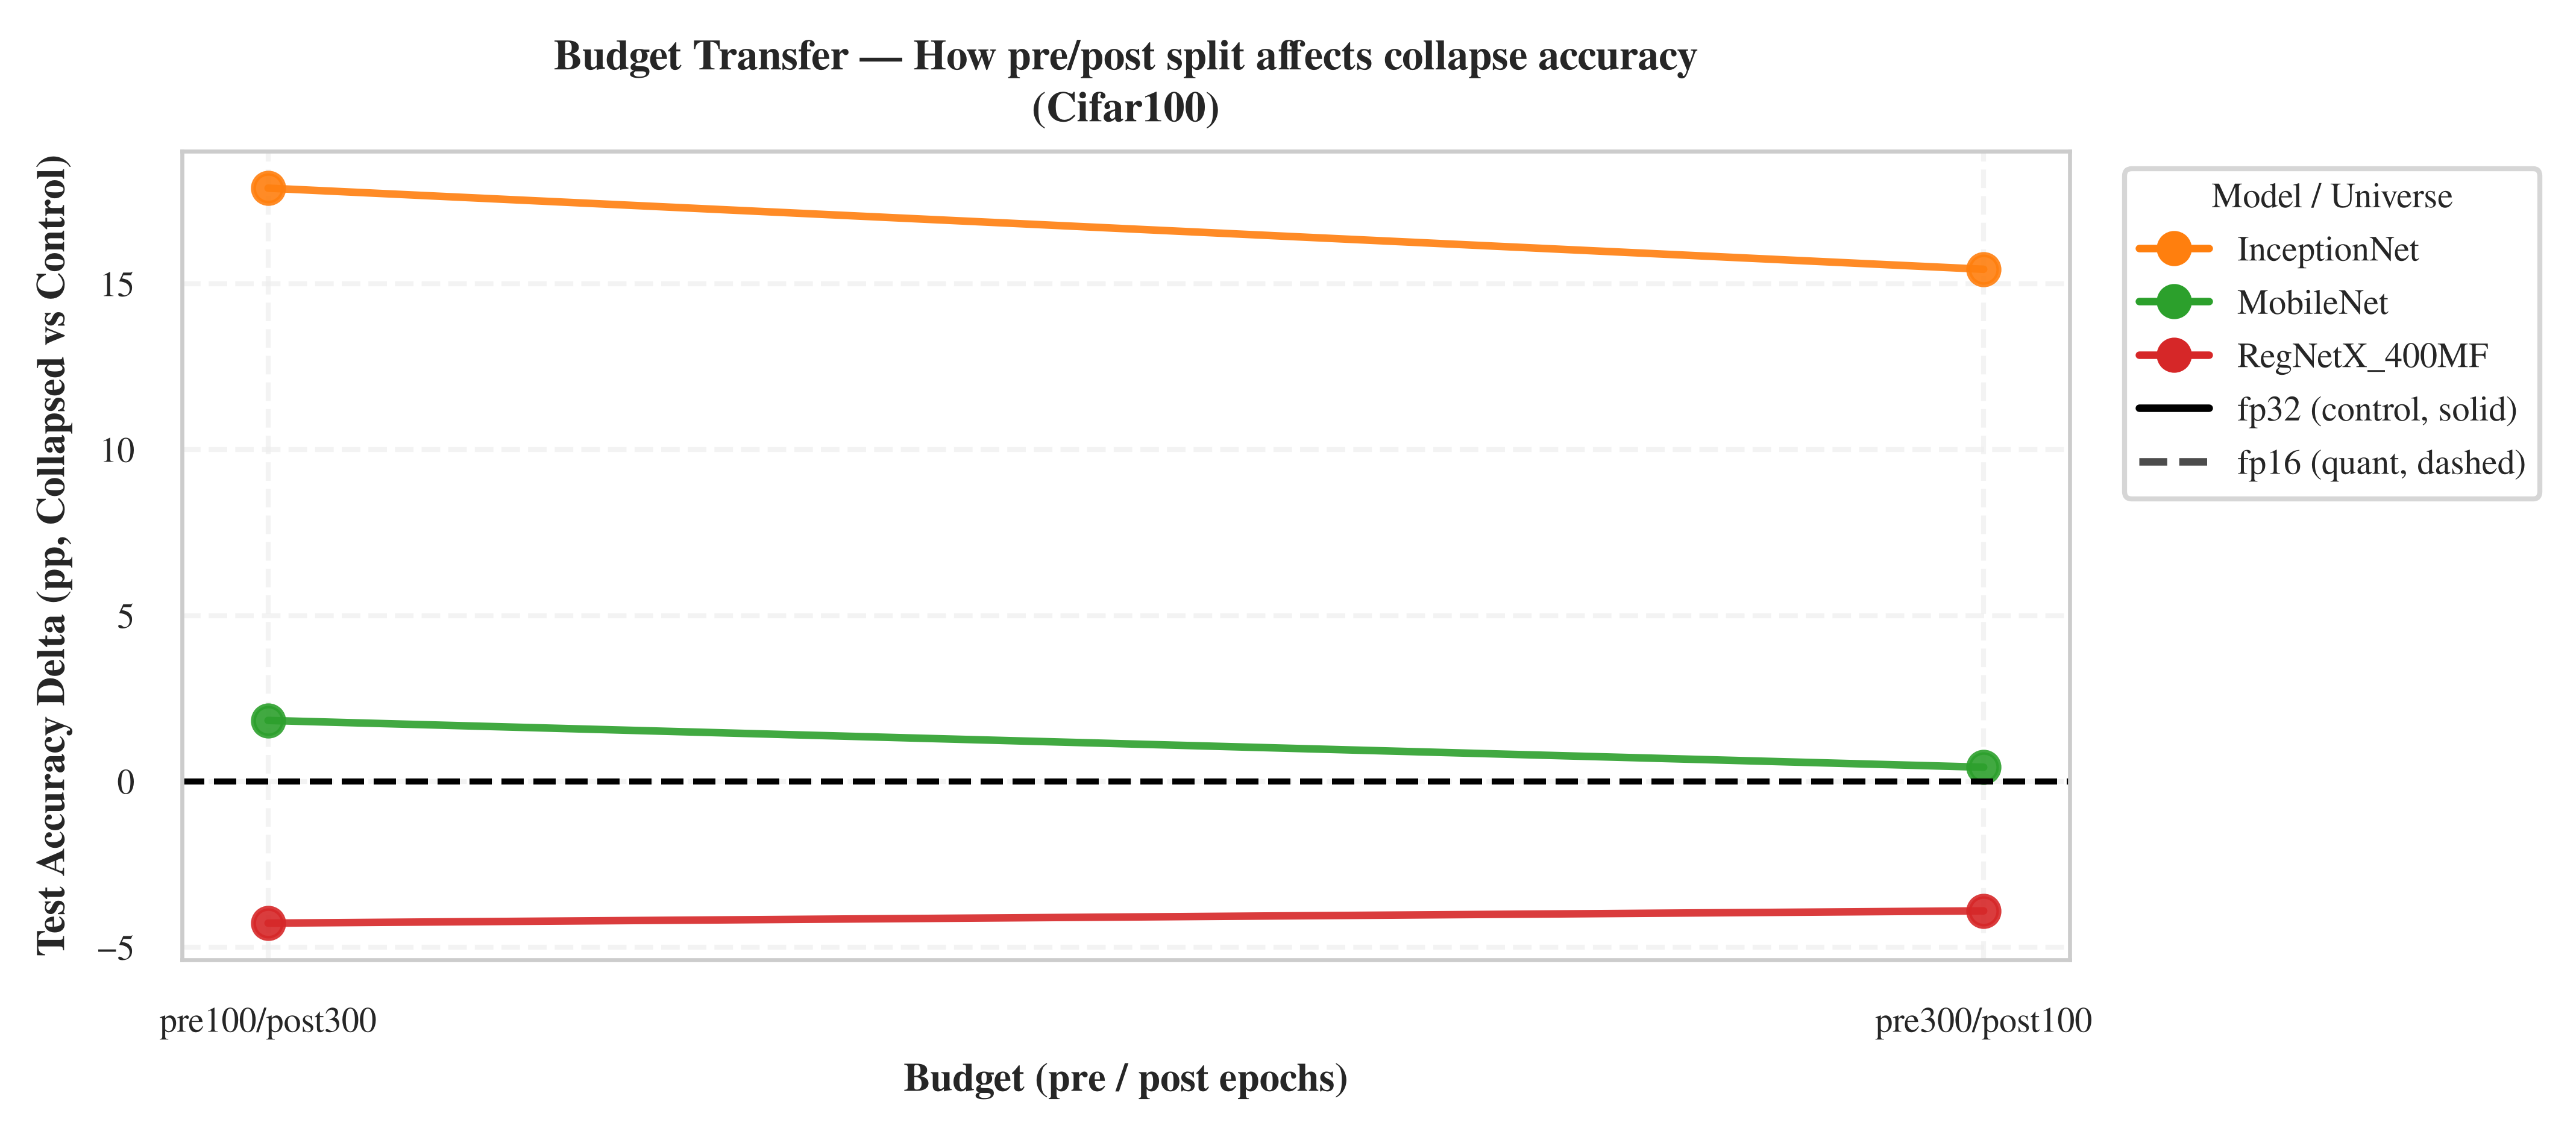 Budget Transfer — How pre/post split affects collapse accuracy
(Cifar100)
Test Accuracy Delta (pp, Collapsed vs Control)
15
10
5
0
−5
pre100/post300
pre300/post100
Budget (pre / post epochs)
Model / Universe
InceptionNet
MobileNet
RegNetX_400MF
fp32 (control, solid)
fp16 (quant, dashed)